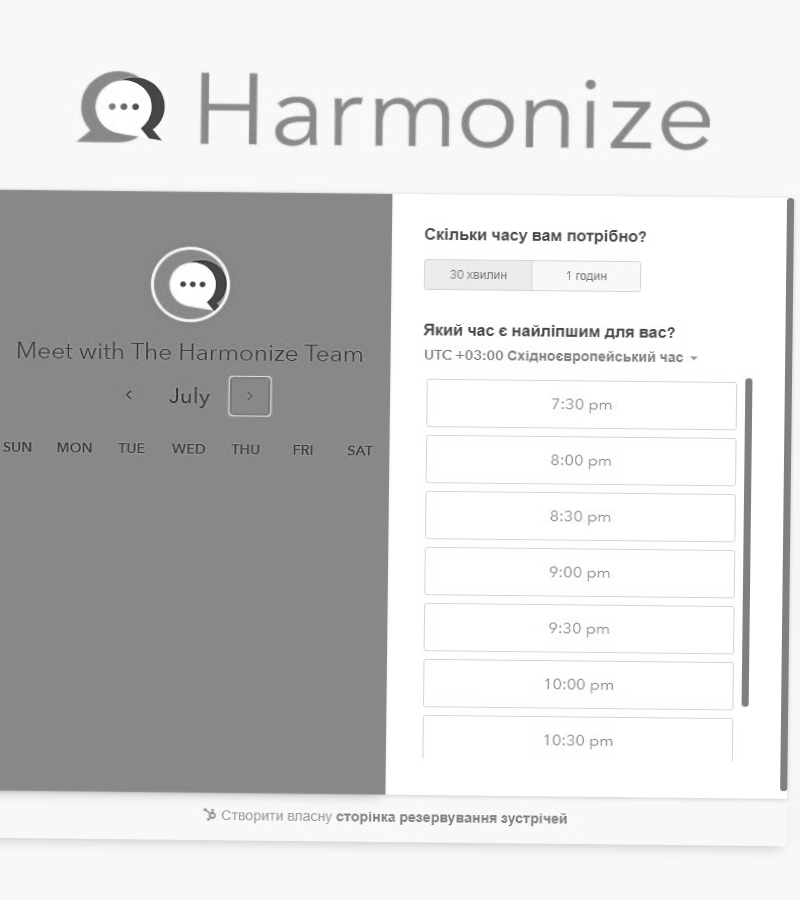 Harmonize
Meet with The Harmonize Team
July
SUN MON TUE WED THU FRI SAT
Скільки часу вам потрібно?
30 хвилин 1 годин
Який час є найліпшим для вас?
UTC +03:00 Східноєвропейський час
7:30 pm
8:00 pm
8:30 pm
9:00 pm
9:30 pm
10:00 pm
10:30 pm
Створити власну сторінка резервування зустрічей